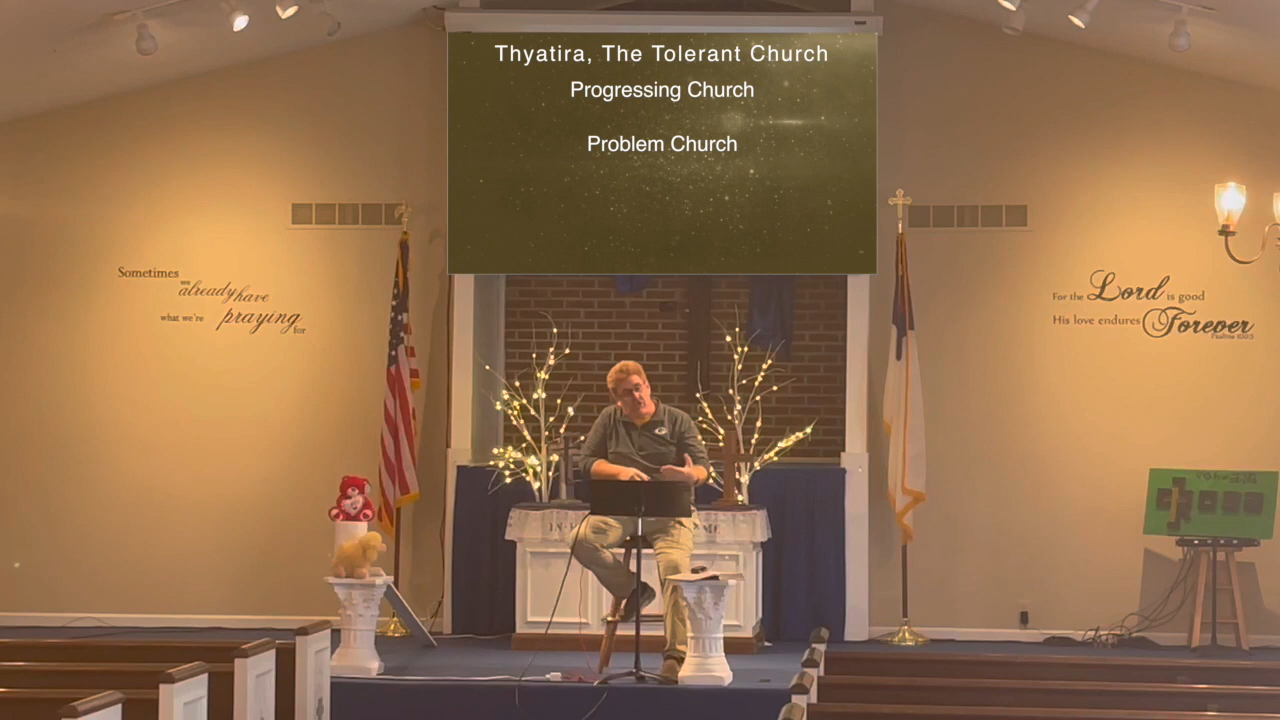 Thyatira, The Tolerant Church
Progressing Church
Problem Church
Sometimes
we
already have
what we're praying for
For the Lord is good
His love endures Forever